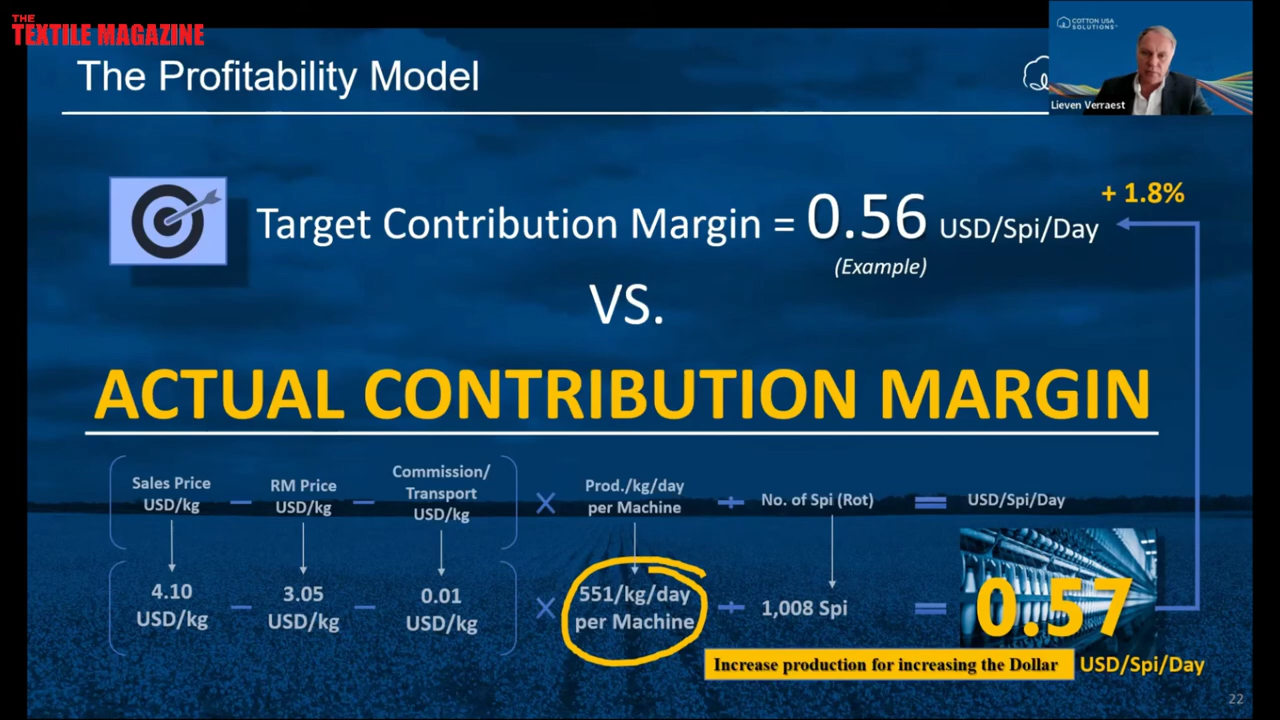 THE
TEXTILE MAGAZINE
The Profitability Model
COTTON USA
SOLUTIONS™
Lieven Verraest
+ 1.8%
Target Contribution Margin = 0.56 USD/Spi/Day
(Example)
VS.
ACTUAL CONTRIBUTION MARGIN
Sales Price
USD/kg
—
RM Price
USD/kg
—
Commission/
Transport
USD/kg
X
Prod./kg/day
per Machine
+
No. of Spi (Rot)
=
USD/Spi/Day
4.10
USD/kg
—
3.05
USD/kg
—
0.01
USD/kg
X
551/kg/day
per Machine
+
1,008 Spi
=
0.57
Increase production for increasing the Dollar
USD/Spi/Day
22